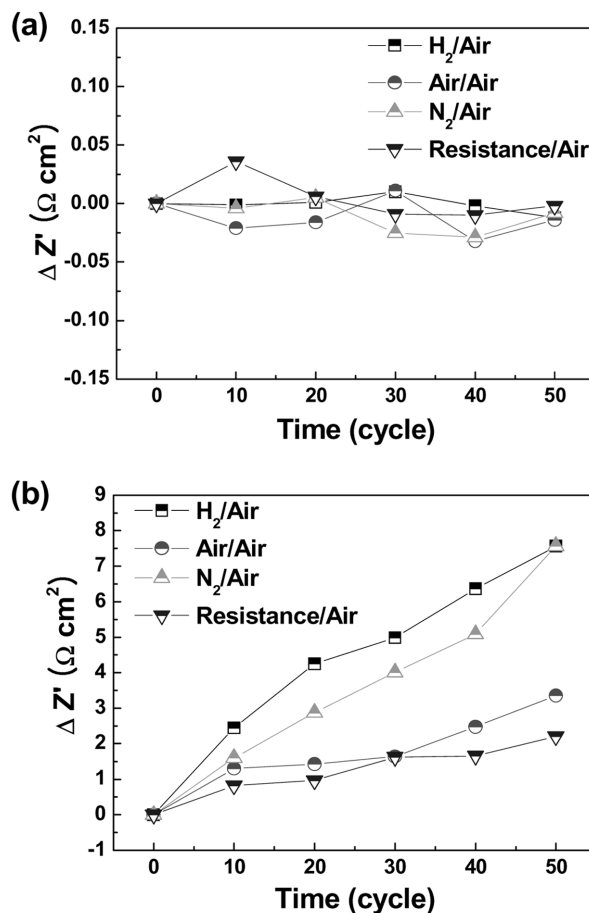 (a)
0.15
0.10
0.05
0.00
-0.05
-0.10
-0.15
Δ Z' (Ω cm²)
H₂/Air
Air/Air
N₂/Air
Resistance/Air
0 10 20 30 40 50
Time (cycle)
(b)
9
8
7
6
5
4
3
2
1
0
-1
Δ Z' (Ω cm²)
H₂/Air
Air/Air
N₂/Air
Resistance/Air
0 10 20 30 40 50
Time (cycle)